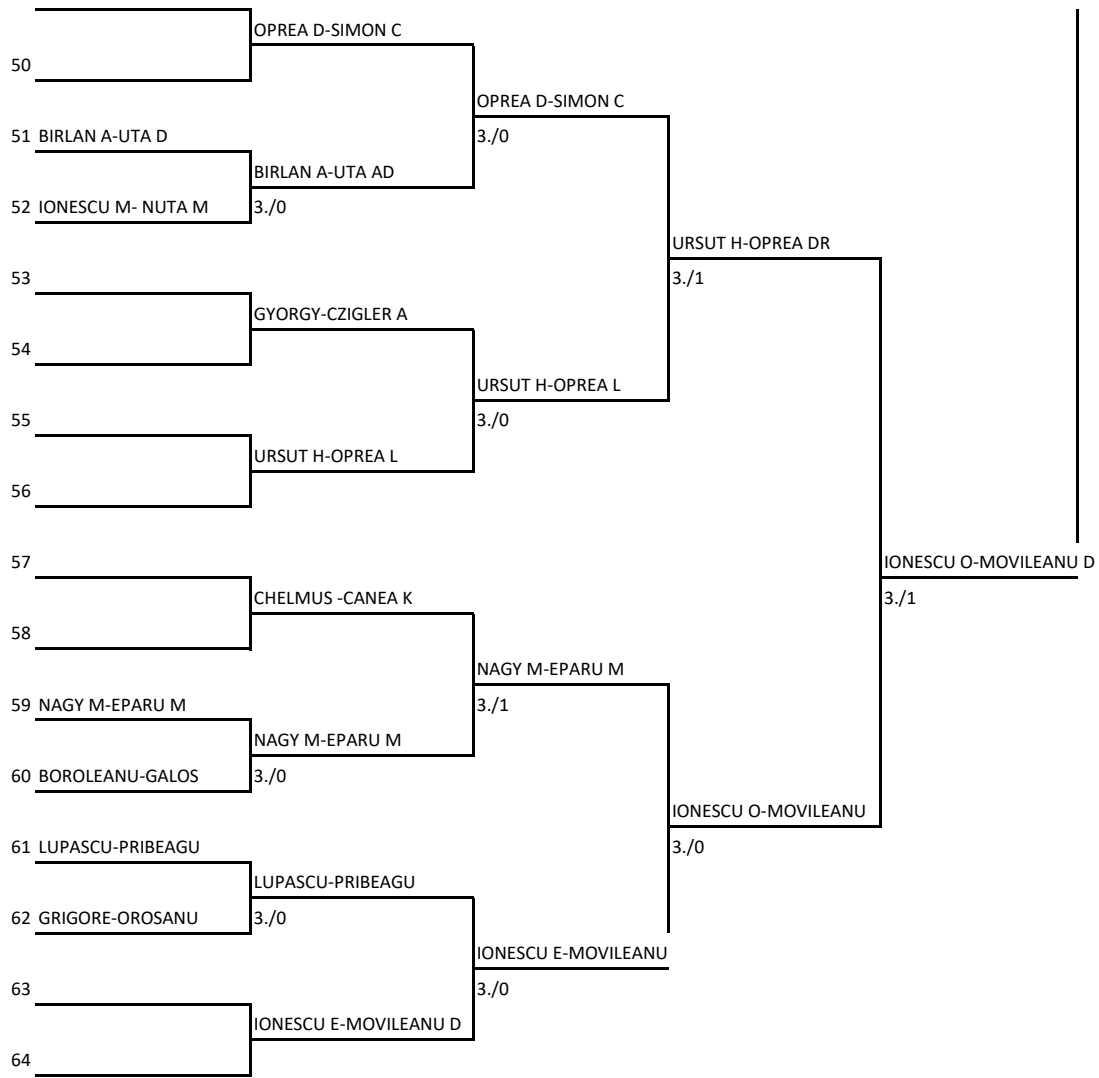 OPREA D-SIMON C
50
OPREA D-SIMON C
51 BIRLAN A-UTA D
3./0
BIRLAN A-UTA AD
52 IONESCU M- NUTA M
3./0
URSUT H-OPREA DR
53
3./1
GYORGY-CZIGLER A
54
URSUT H-OPREA L
55
3./0
URSUT H-OPREA L
56
57
IONESCU O-MOVILEANU D
CHELMUS -CANEA K
3./1
58
NAGY M-EPARU M
59 NAGY M-EPARU M
3./1
NAGY M-EPARU M
60 BOROLEANU-GALOS
3./0
IONESCU O-MOVILEANU
61 LUPASCU-PRIBEAGU
3./0
LUPASCU-PRIBEAGU
62 GRIGORE-OROSANU
3./0
IONESCU E-MOVILEANU
63
3./0
IONESCU E-MOVILEANU D
64